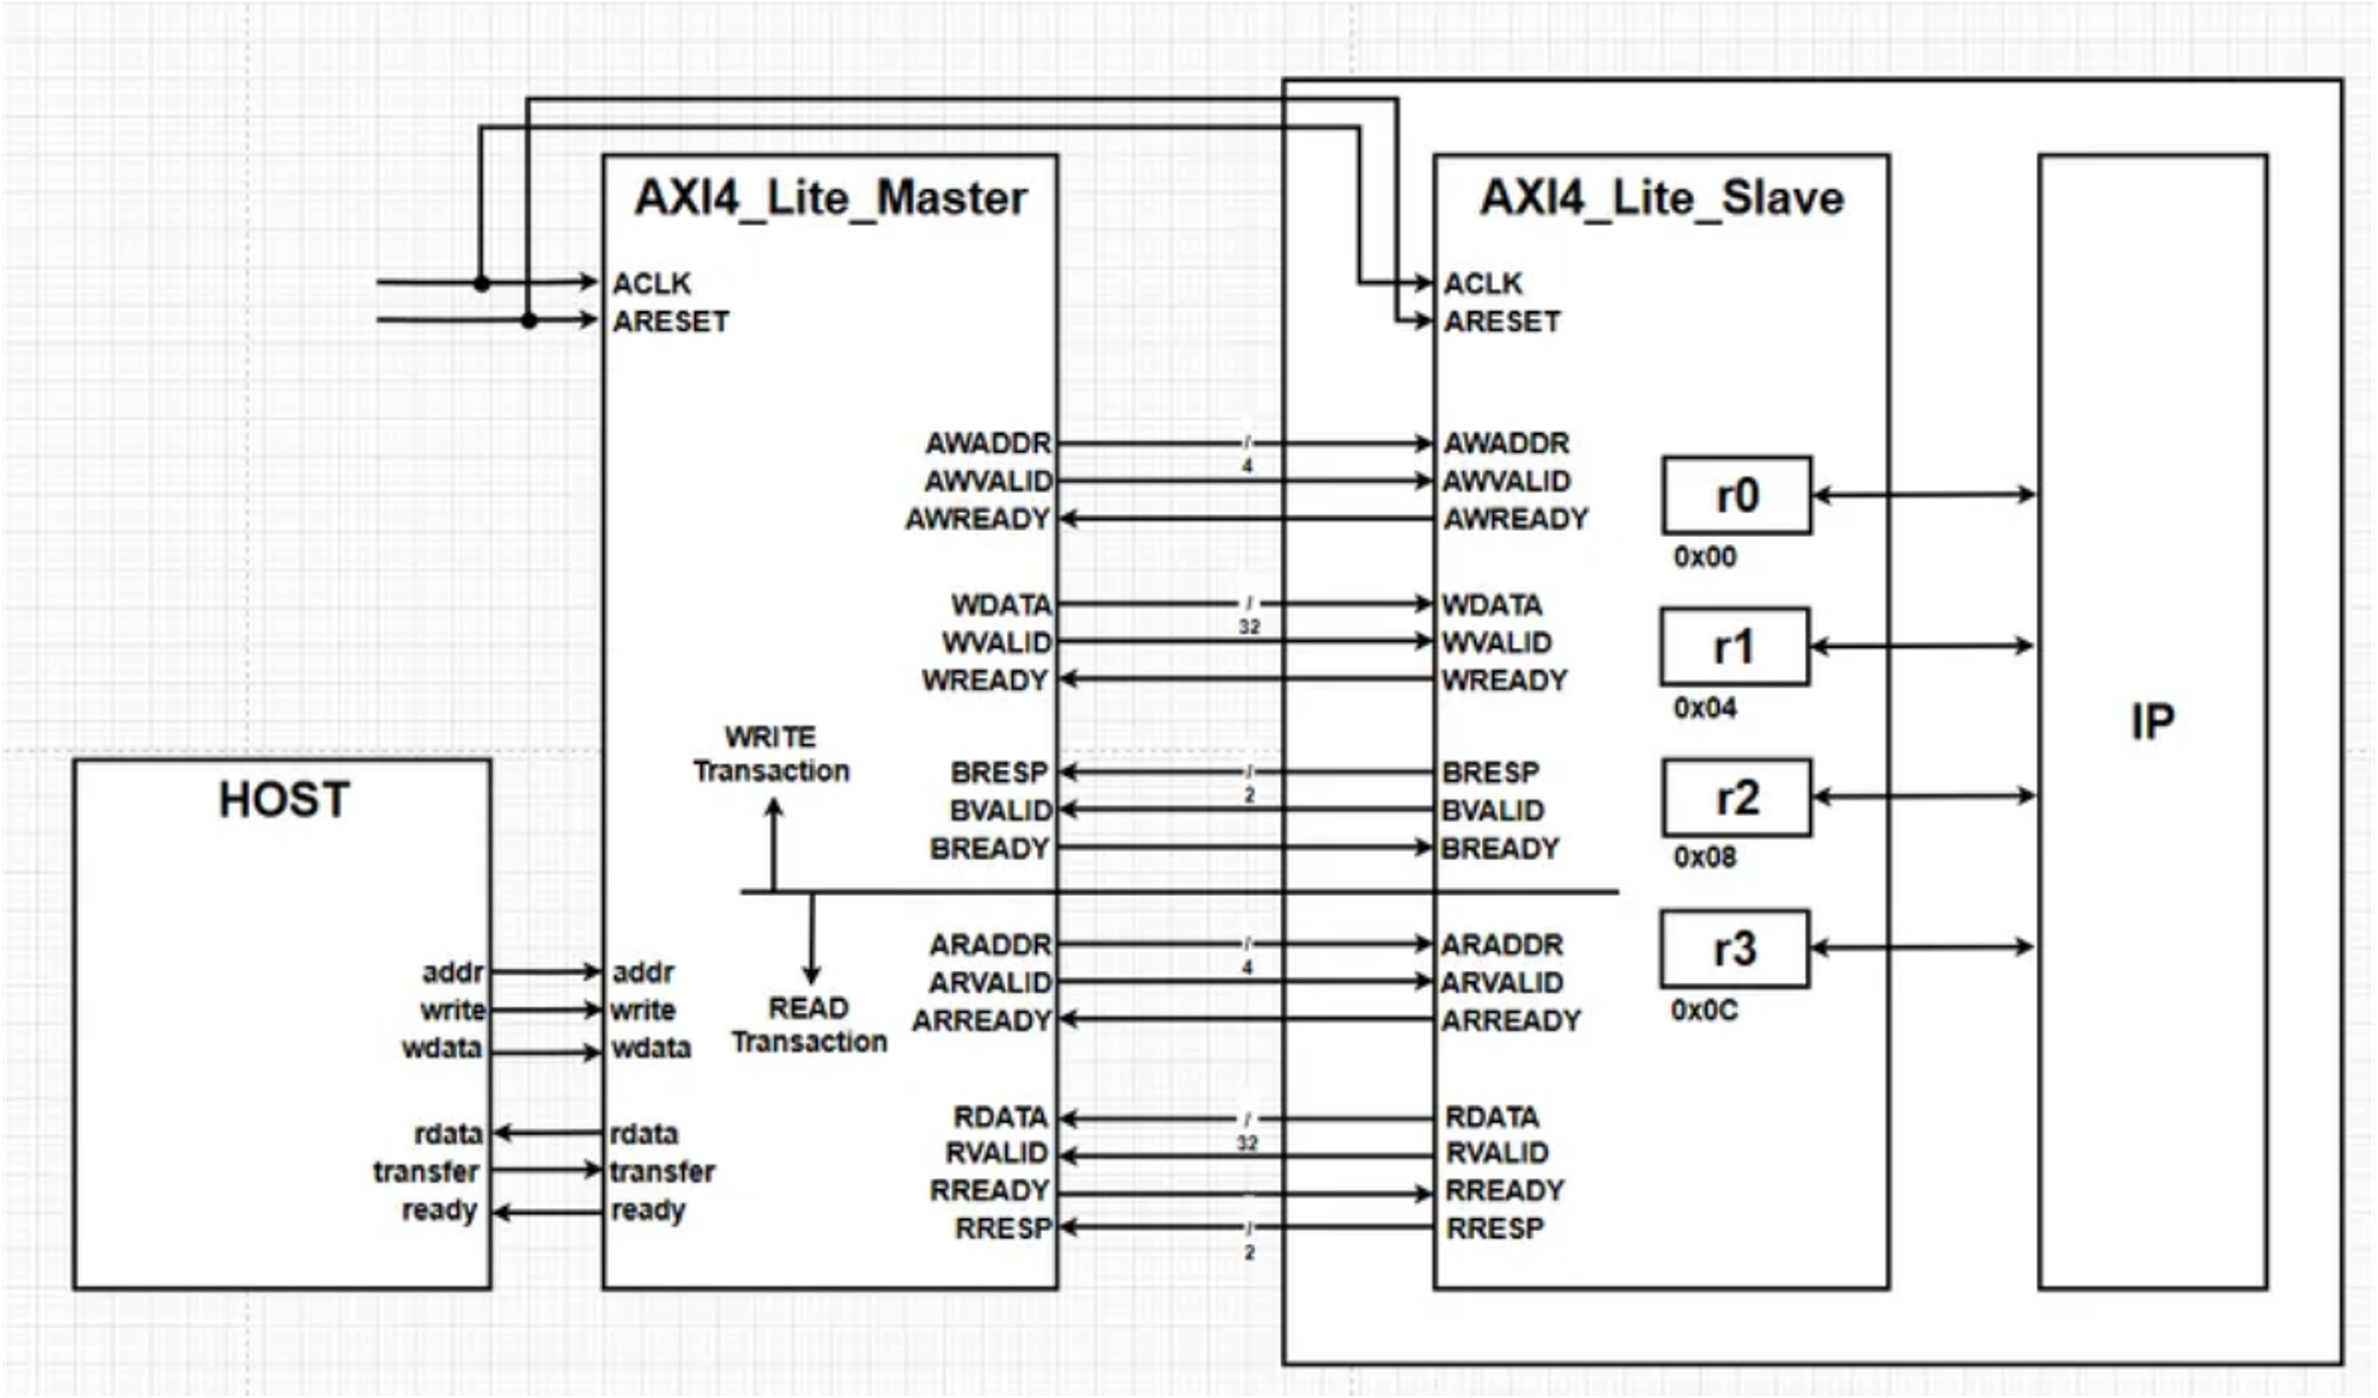 AXI4_Lite_Master
ACLK
ARESET
AWADDR
AWVALID
AWREADY
WDATA
WVALID
WREADY
WRITE
Transaction
BRESP
BVALID
BREADY
READ
Transaction
ARADDR
ARVALID
ARREADY
RDATA
RVALID
RREADY
RRESP
addr
write
wdata
rdata
transfer
ready
HOST
addr
write
wdata
rdata
transfer
ready
/
4
/
32
/
2
/
4
/
32
/
2
AXI4_Lite_Slave
ACLK
ARESET
AWADDR
AWVALID
AWREADY
WDATA
WVALID
WREADY
BRESP
BVALID
BREADY
ARADDR
ARVALID
ARREADY
RDATA
RVALID
RREADY
RRESP
r0
0x00
r1
0x04
r2
0x08
r3
0x0C
IP